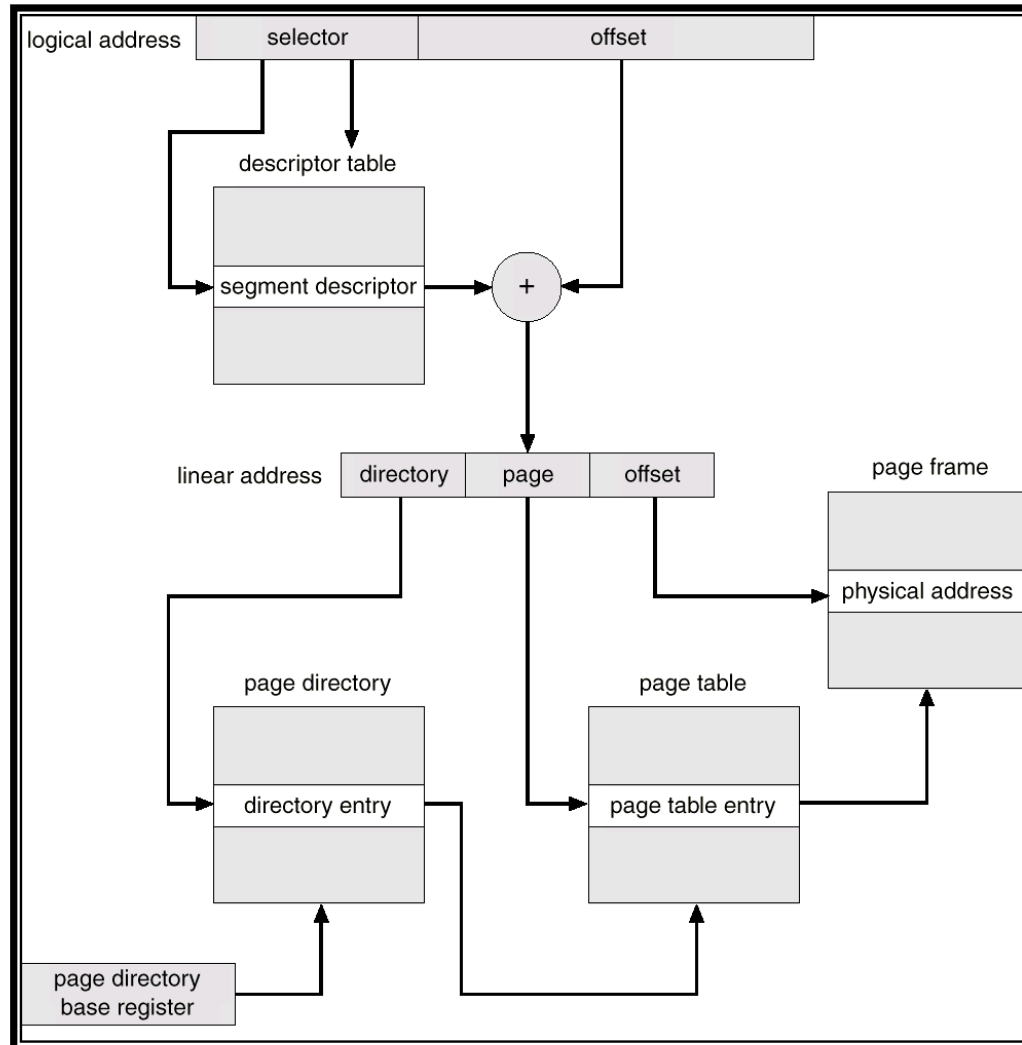 logical address
selector
offset
descriptor table
segment descriptor
+
linear address
directory
page
offset
page frame
physical address
page directory
page table
directory entry
page table entry
page directory
base register